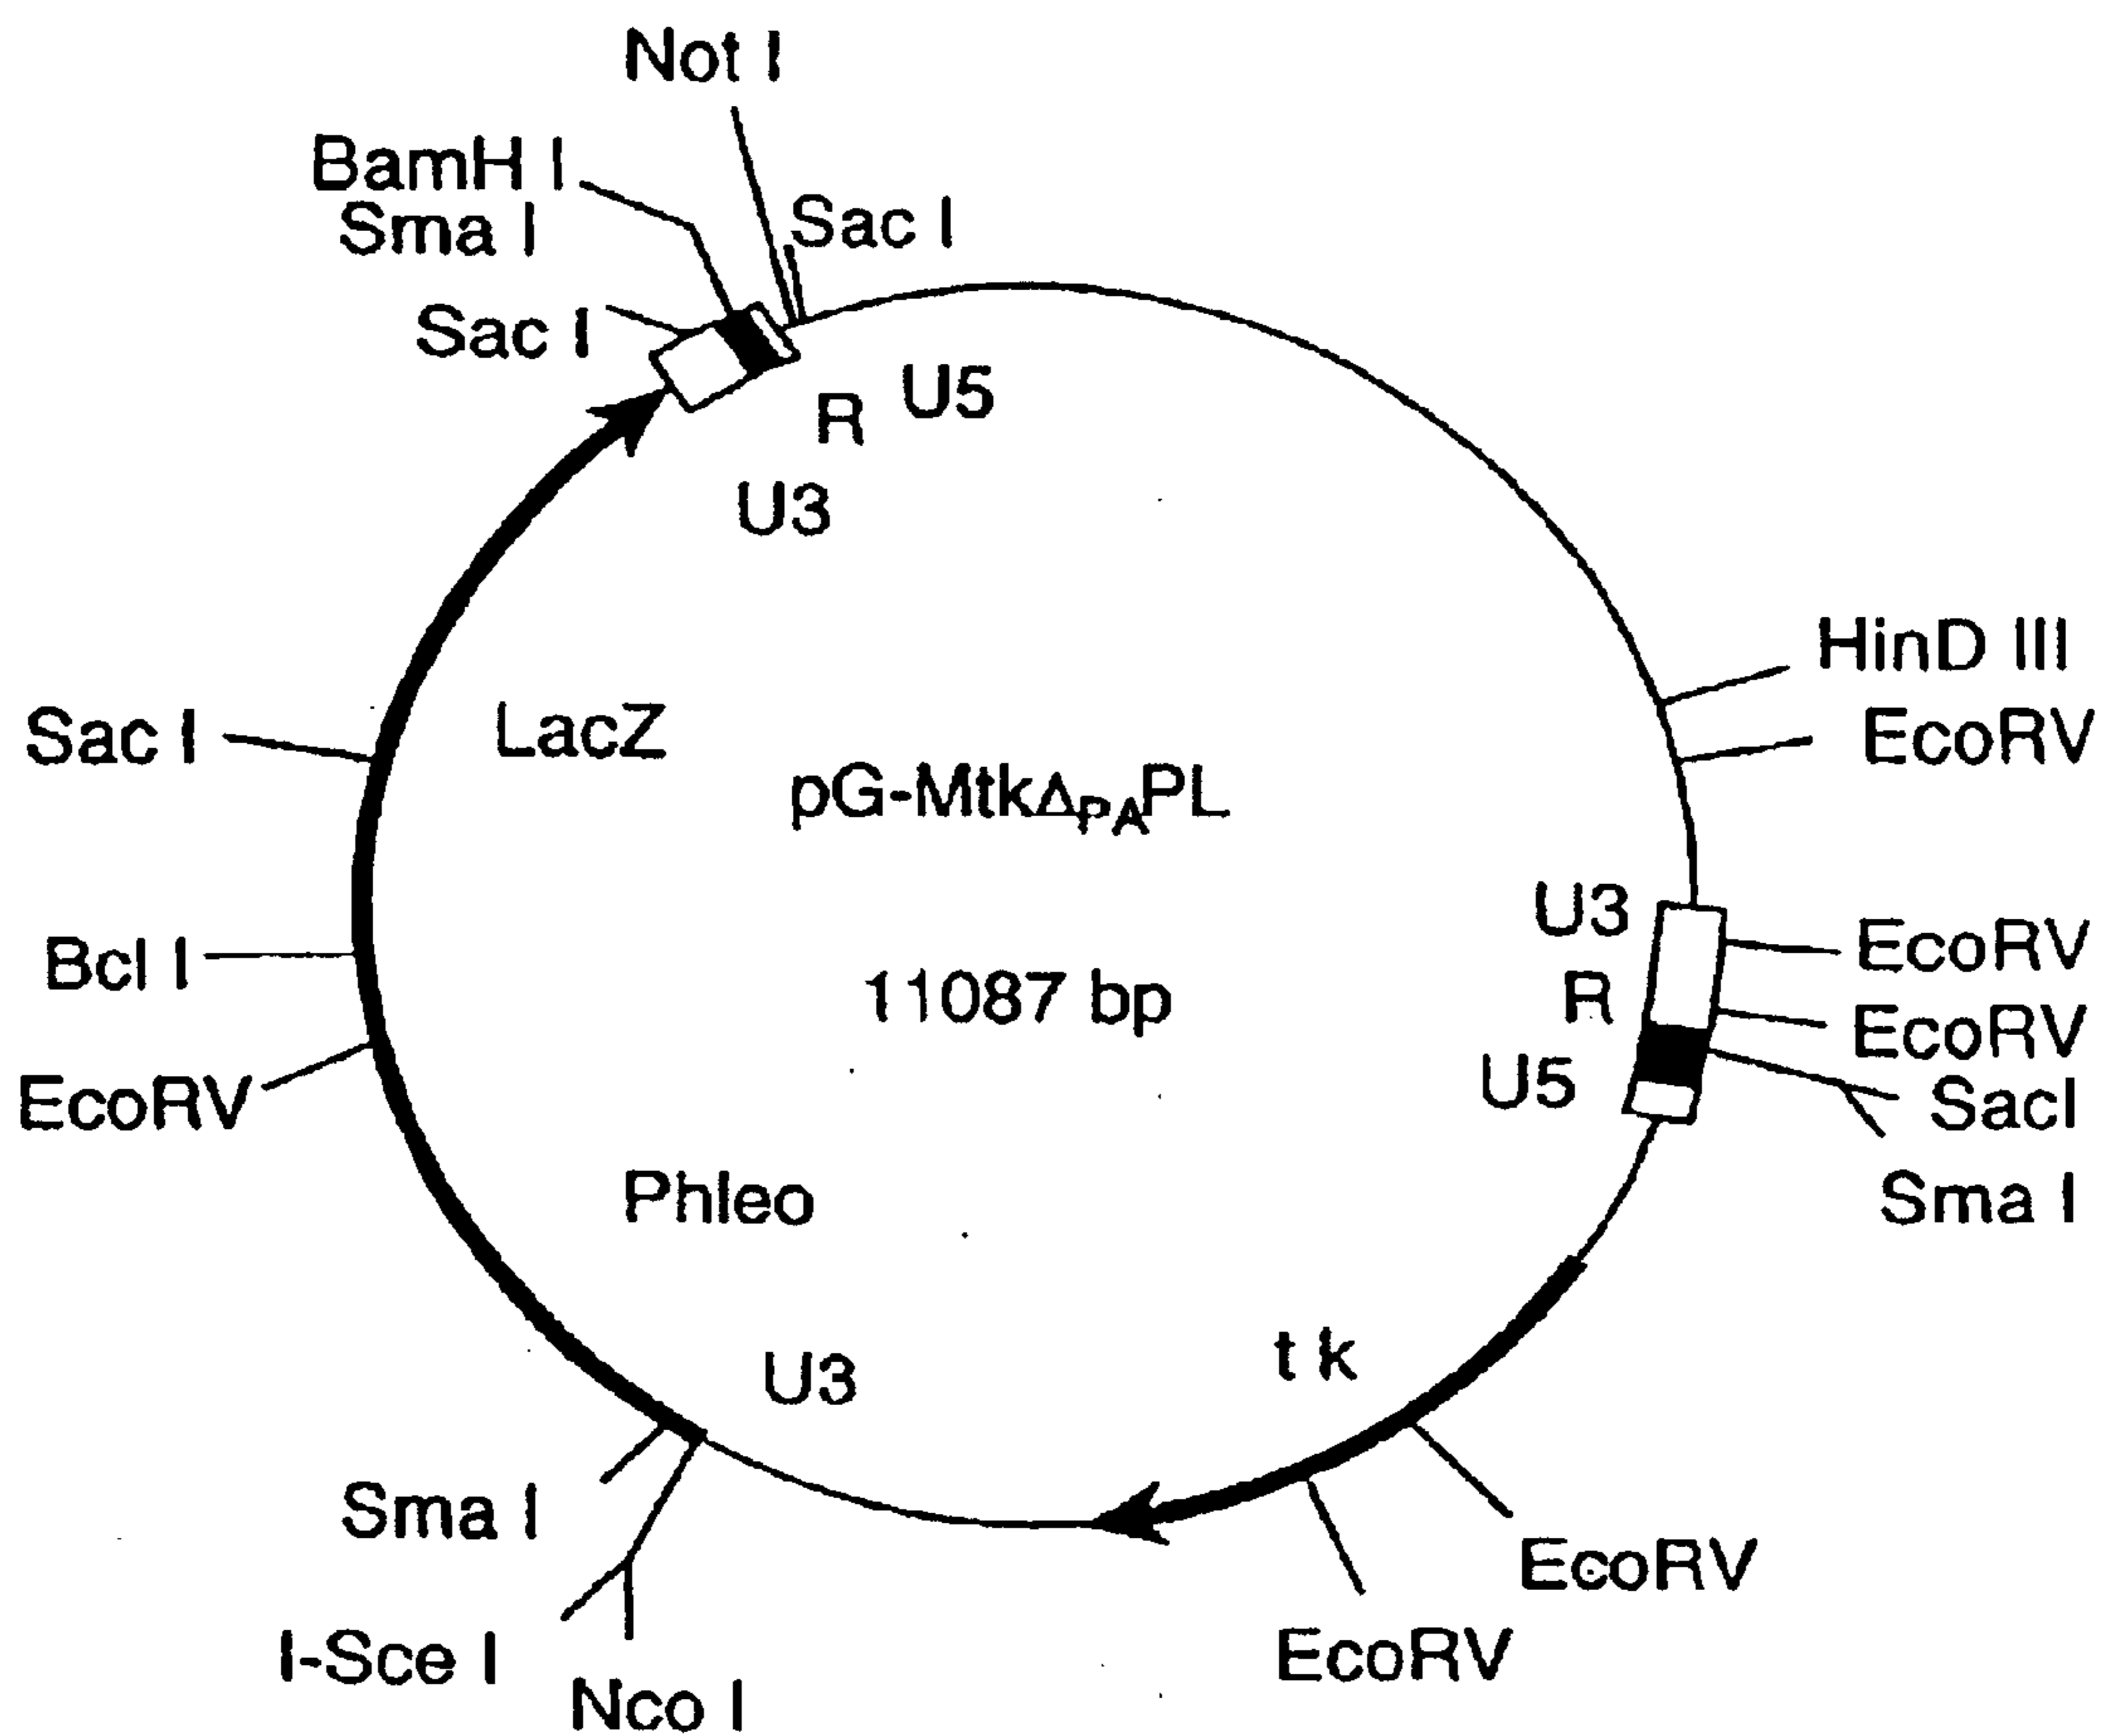 Not I
BamH I
Sma I
Sac I
Sac I
U5
R
U3
HinD III
EcoRV
Sac I
LacZ
pG-MtkΔPAPL
U3
EcoRV
Bcl I
11087 bp
R
EcoRV
EcoRV
U5
SacI
Sma I
Phleo
tk
U3
Sma I
EcoRV
I-Sce I
EcoRV
Nco I